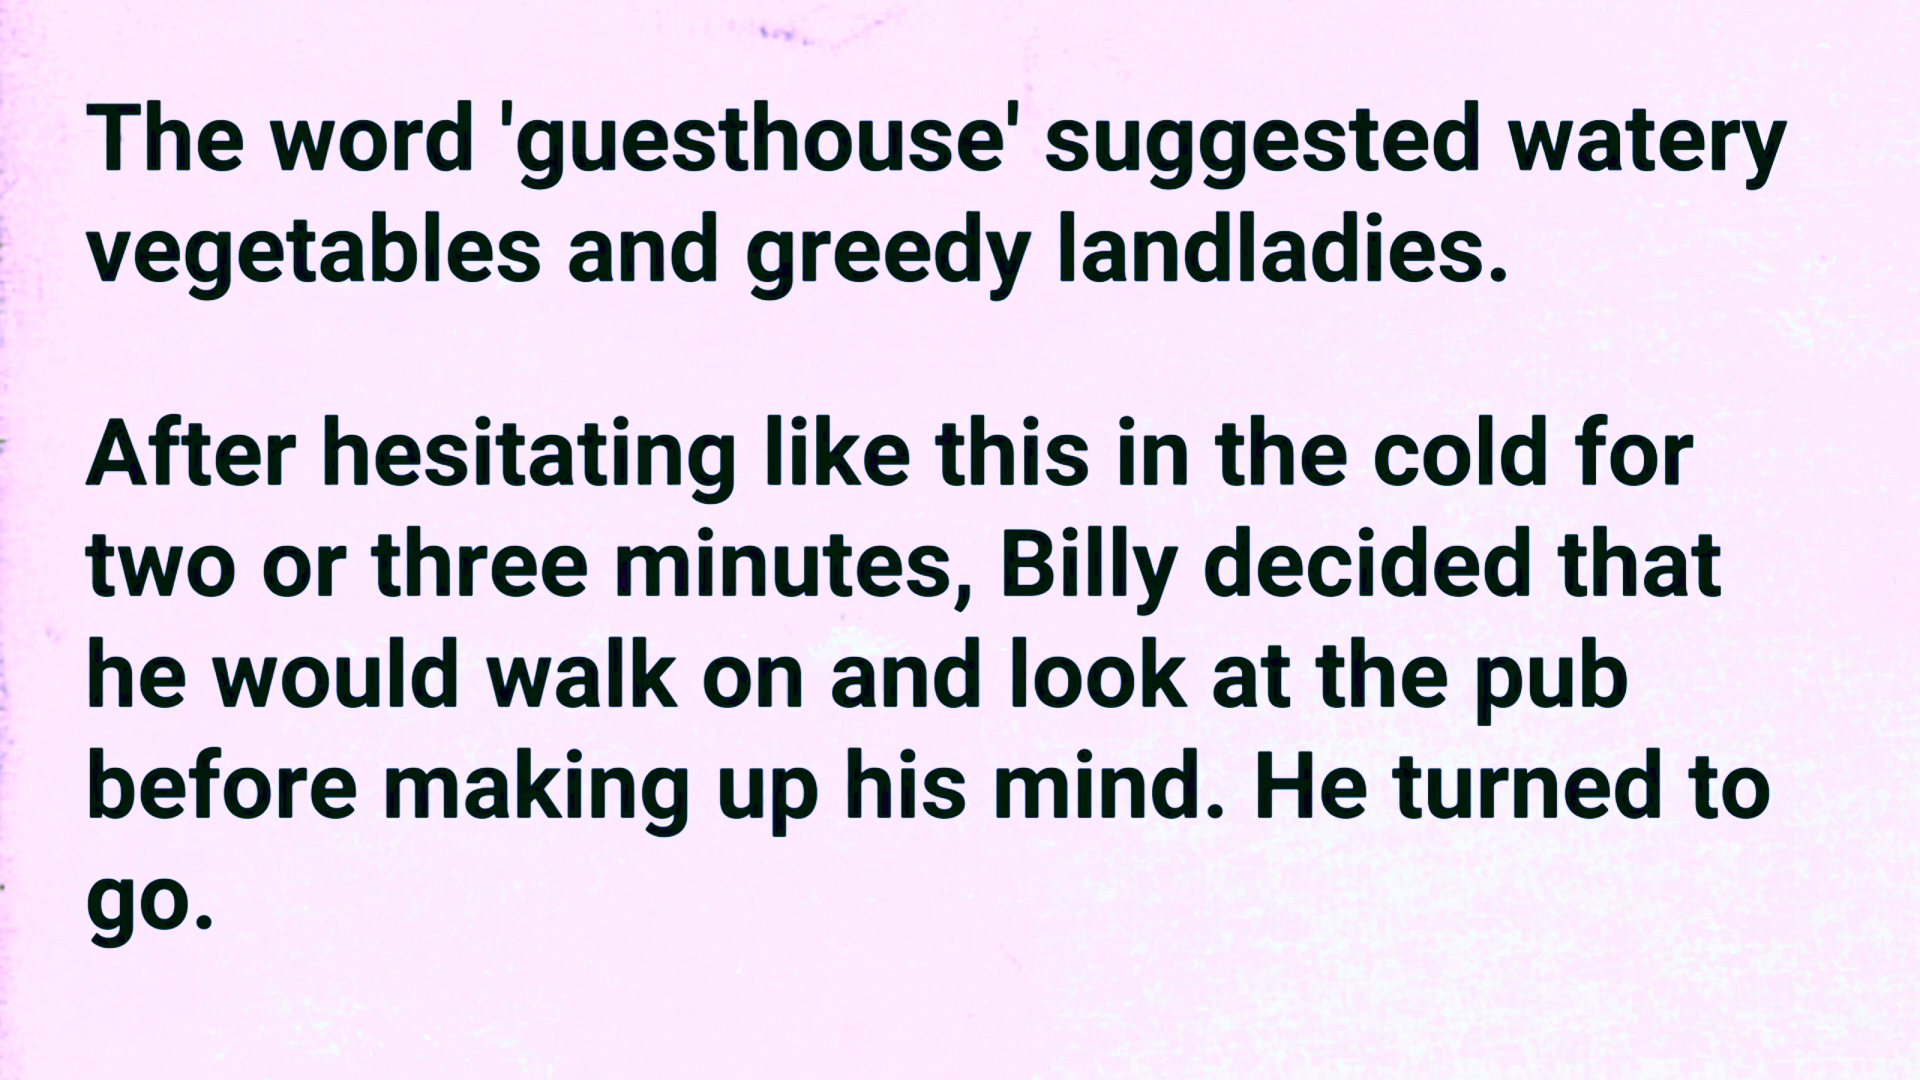 The word 'guesthouse' suggested watery
vegetables and greedy landladies.
After hesitating like this in the cold for
two or three minutes, Billy decided that
he would walk on and look at the pub
before making up his mind. He turned to
go.